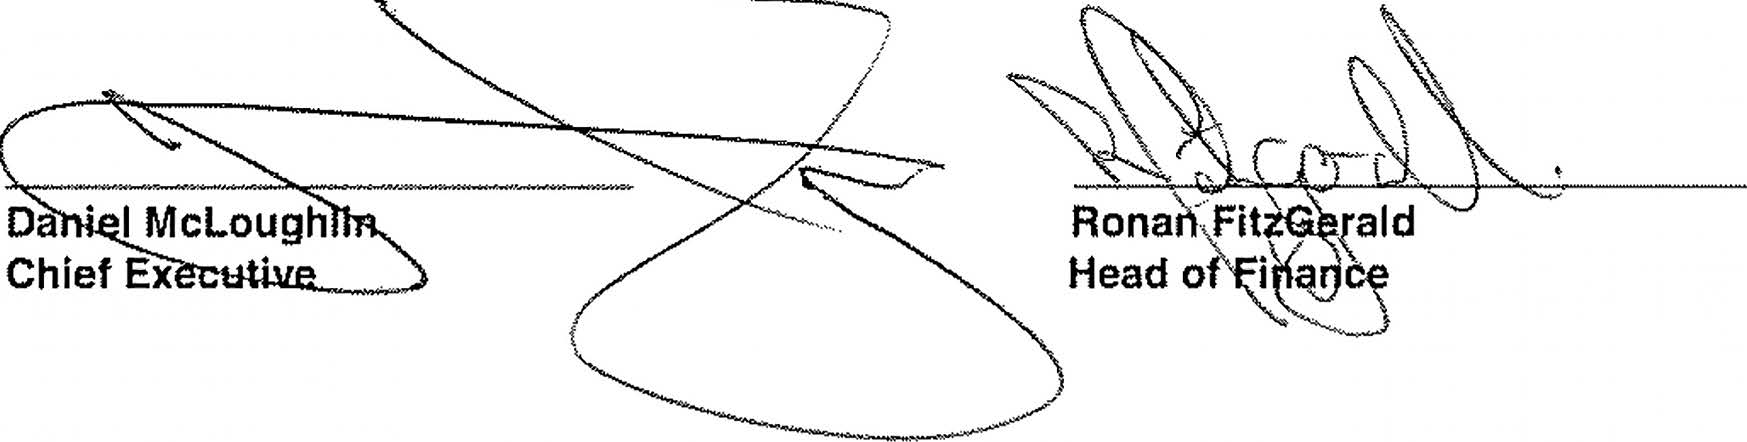 Daniel McLoughlin
Chief Executive
Ronan FitzGerald
Head of Finance